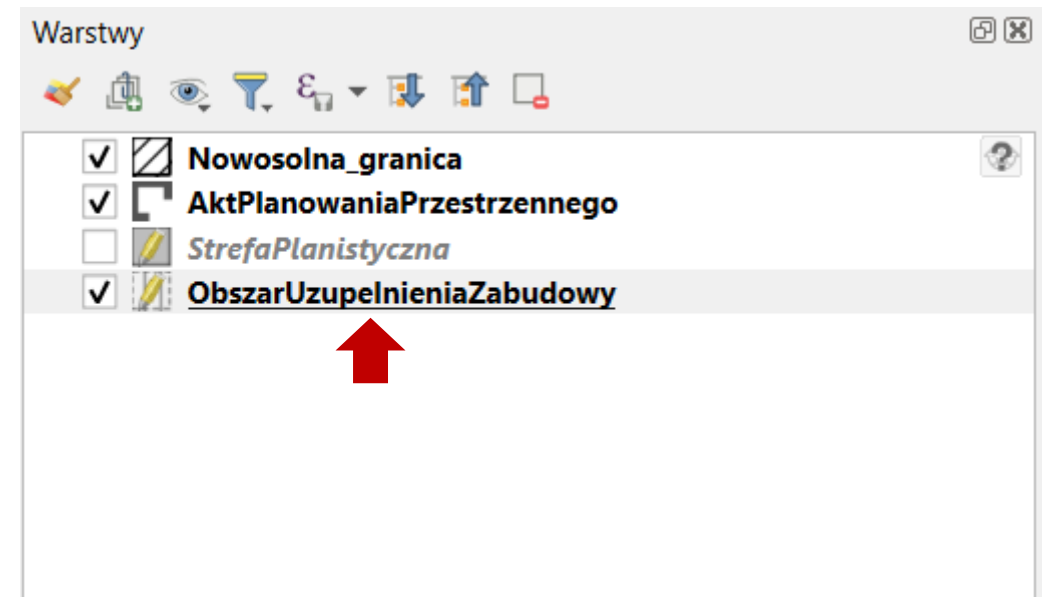 Warstwy
Nowosolna_granica
AktPlanowaniaPrzestrzennego
StrefaPlanistyczna
ObszarUzupelnieniaZabudowy